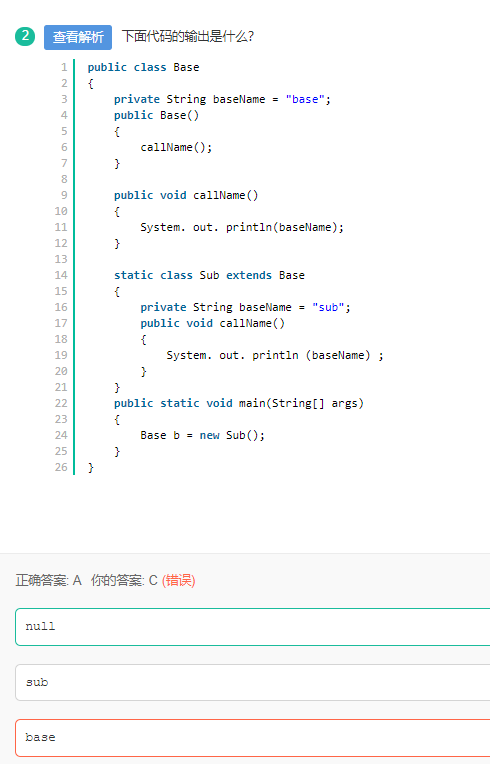 2 查看解析 下面代码的输出是什么?
1 public class Base
2 {
3     private String baseName = "base";
4     public Base()
5     {
6         callName();
7     }
8
9     public void callName()
10     {
11         System. out. println(baseName);
12     }
13
14     static class Sub extends Base
15     {
16         private String baseName = "sub";
17         public void callName()
18         {
19             System. out. println (baseName) ;
20         }
21     }
22     public static void main(String[] args)
23     {
24         Base b = new Sub();
25     }
26 }
正确答案: A 你的答案: C (错误)
null
sub
base